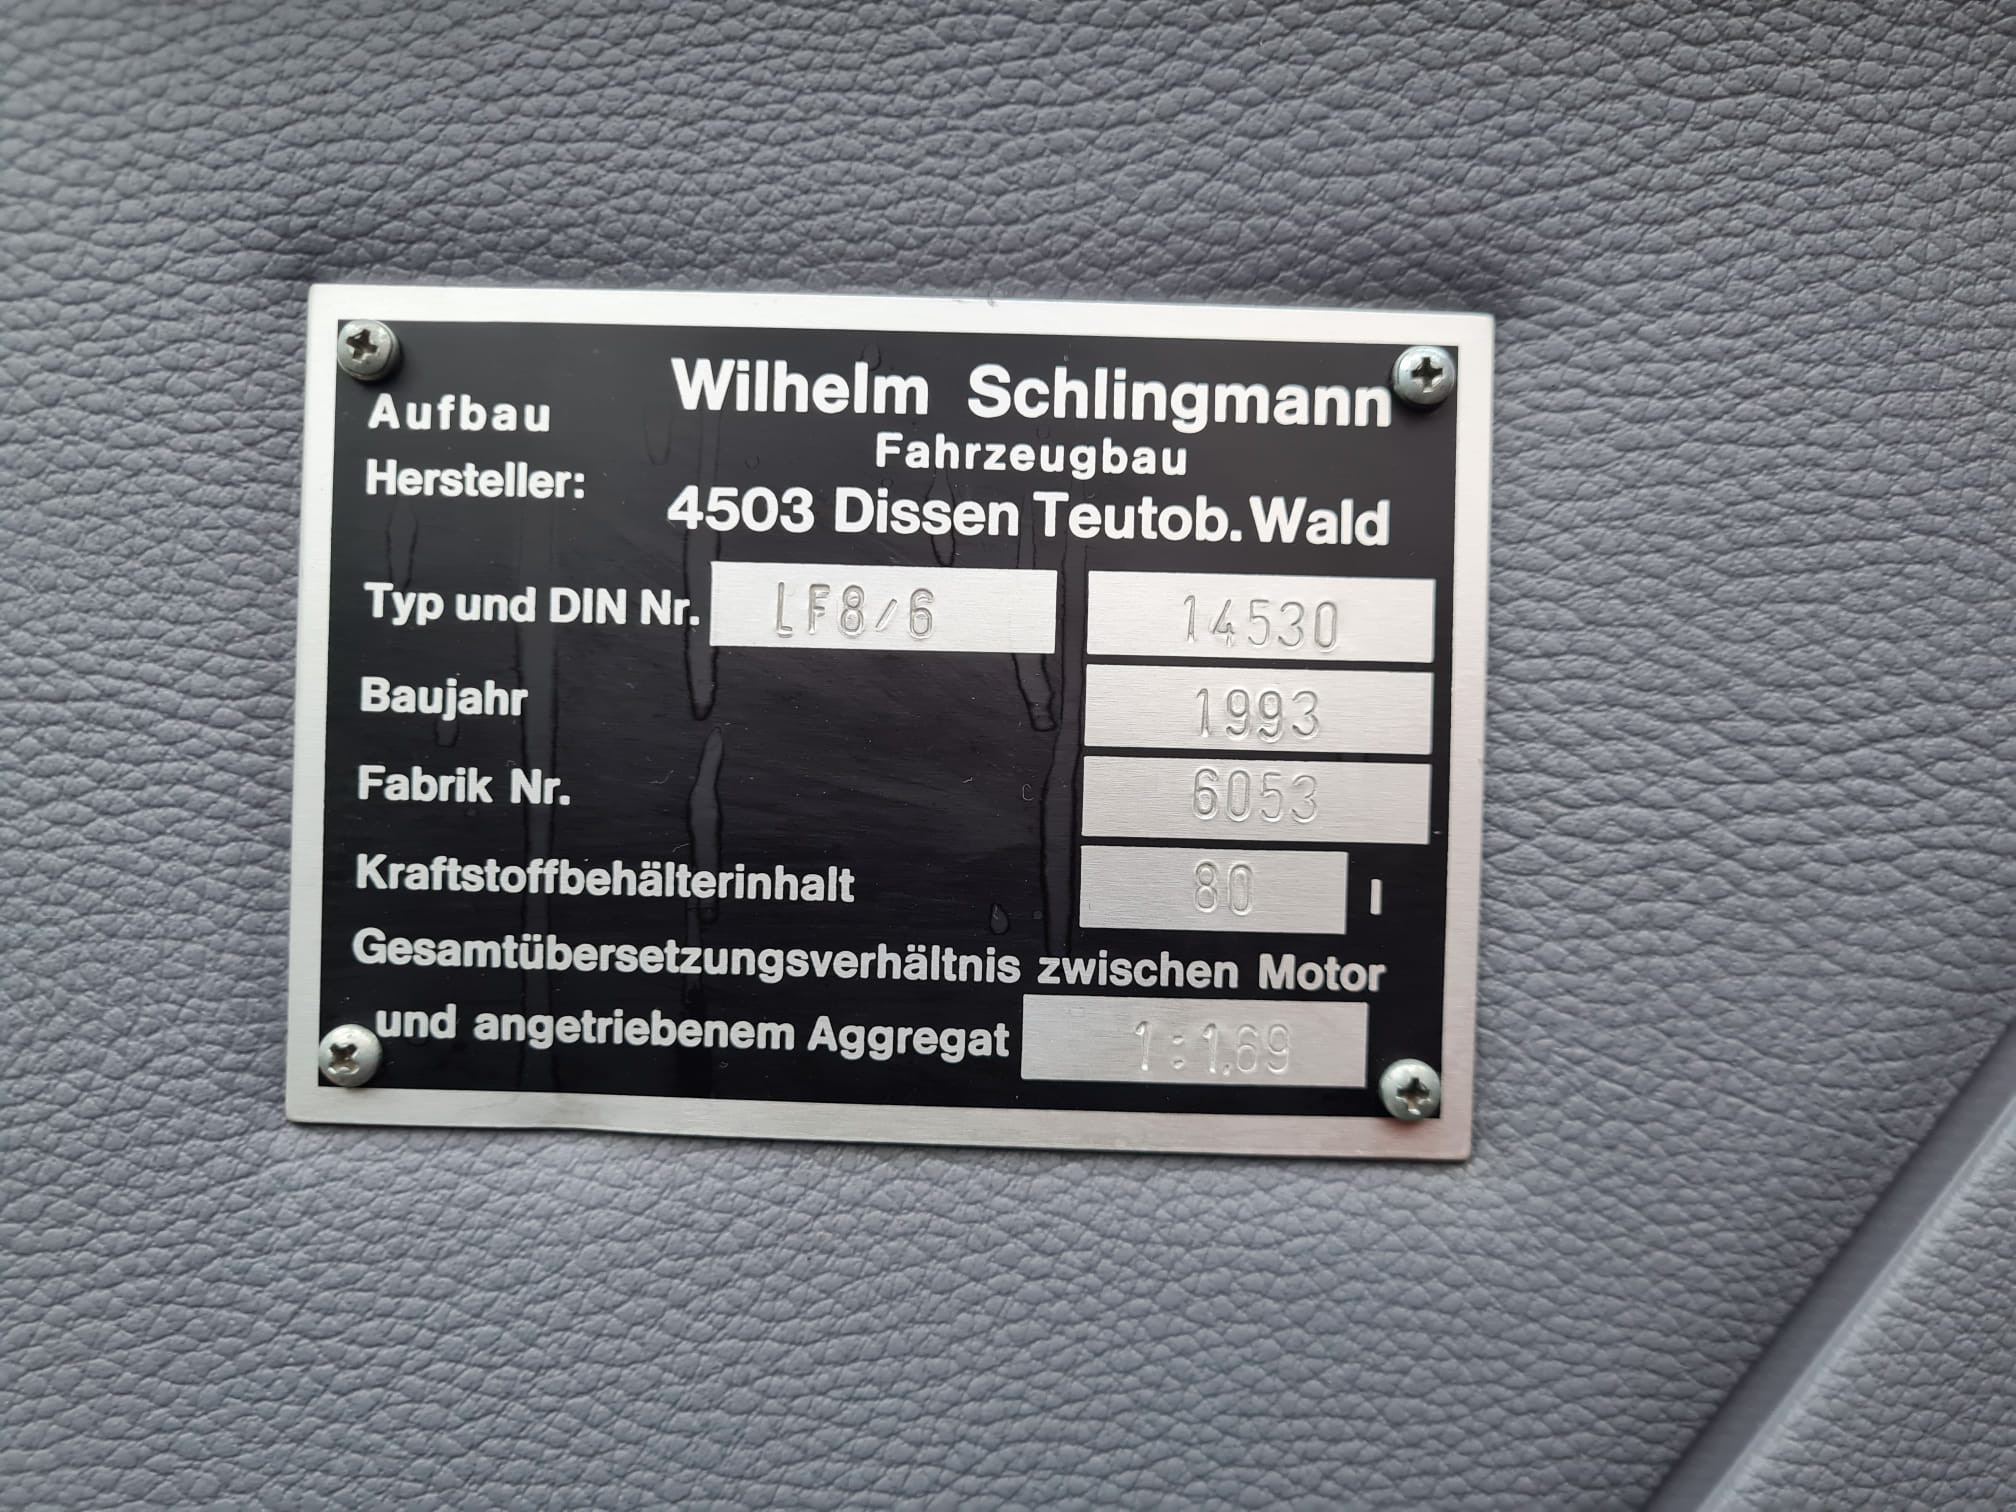 Wilhelm Schlingmann
Aufbau
Fahrzeugbau
Hersteller:
4503 Dissen Teutob. Wald
Typ und DIN Nr. LF8/6 14530
Baujahr 1993
Fabrik Nr. 6053
Kraftstoffbehälterinhalt 80 l
Gesamtübersetzungsverhältnis zwischen Motor
und angetriebenem Aggregat 1:1,69